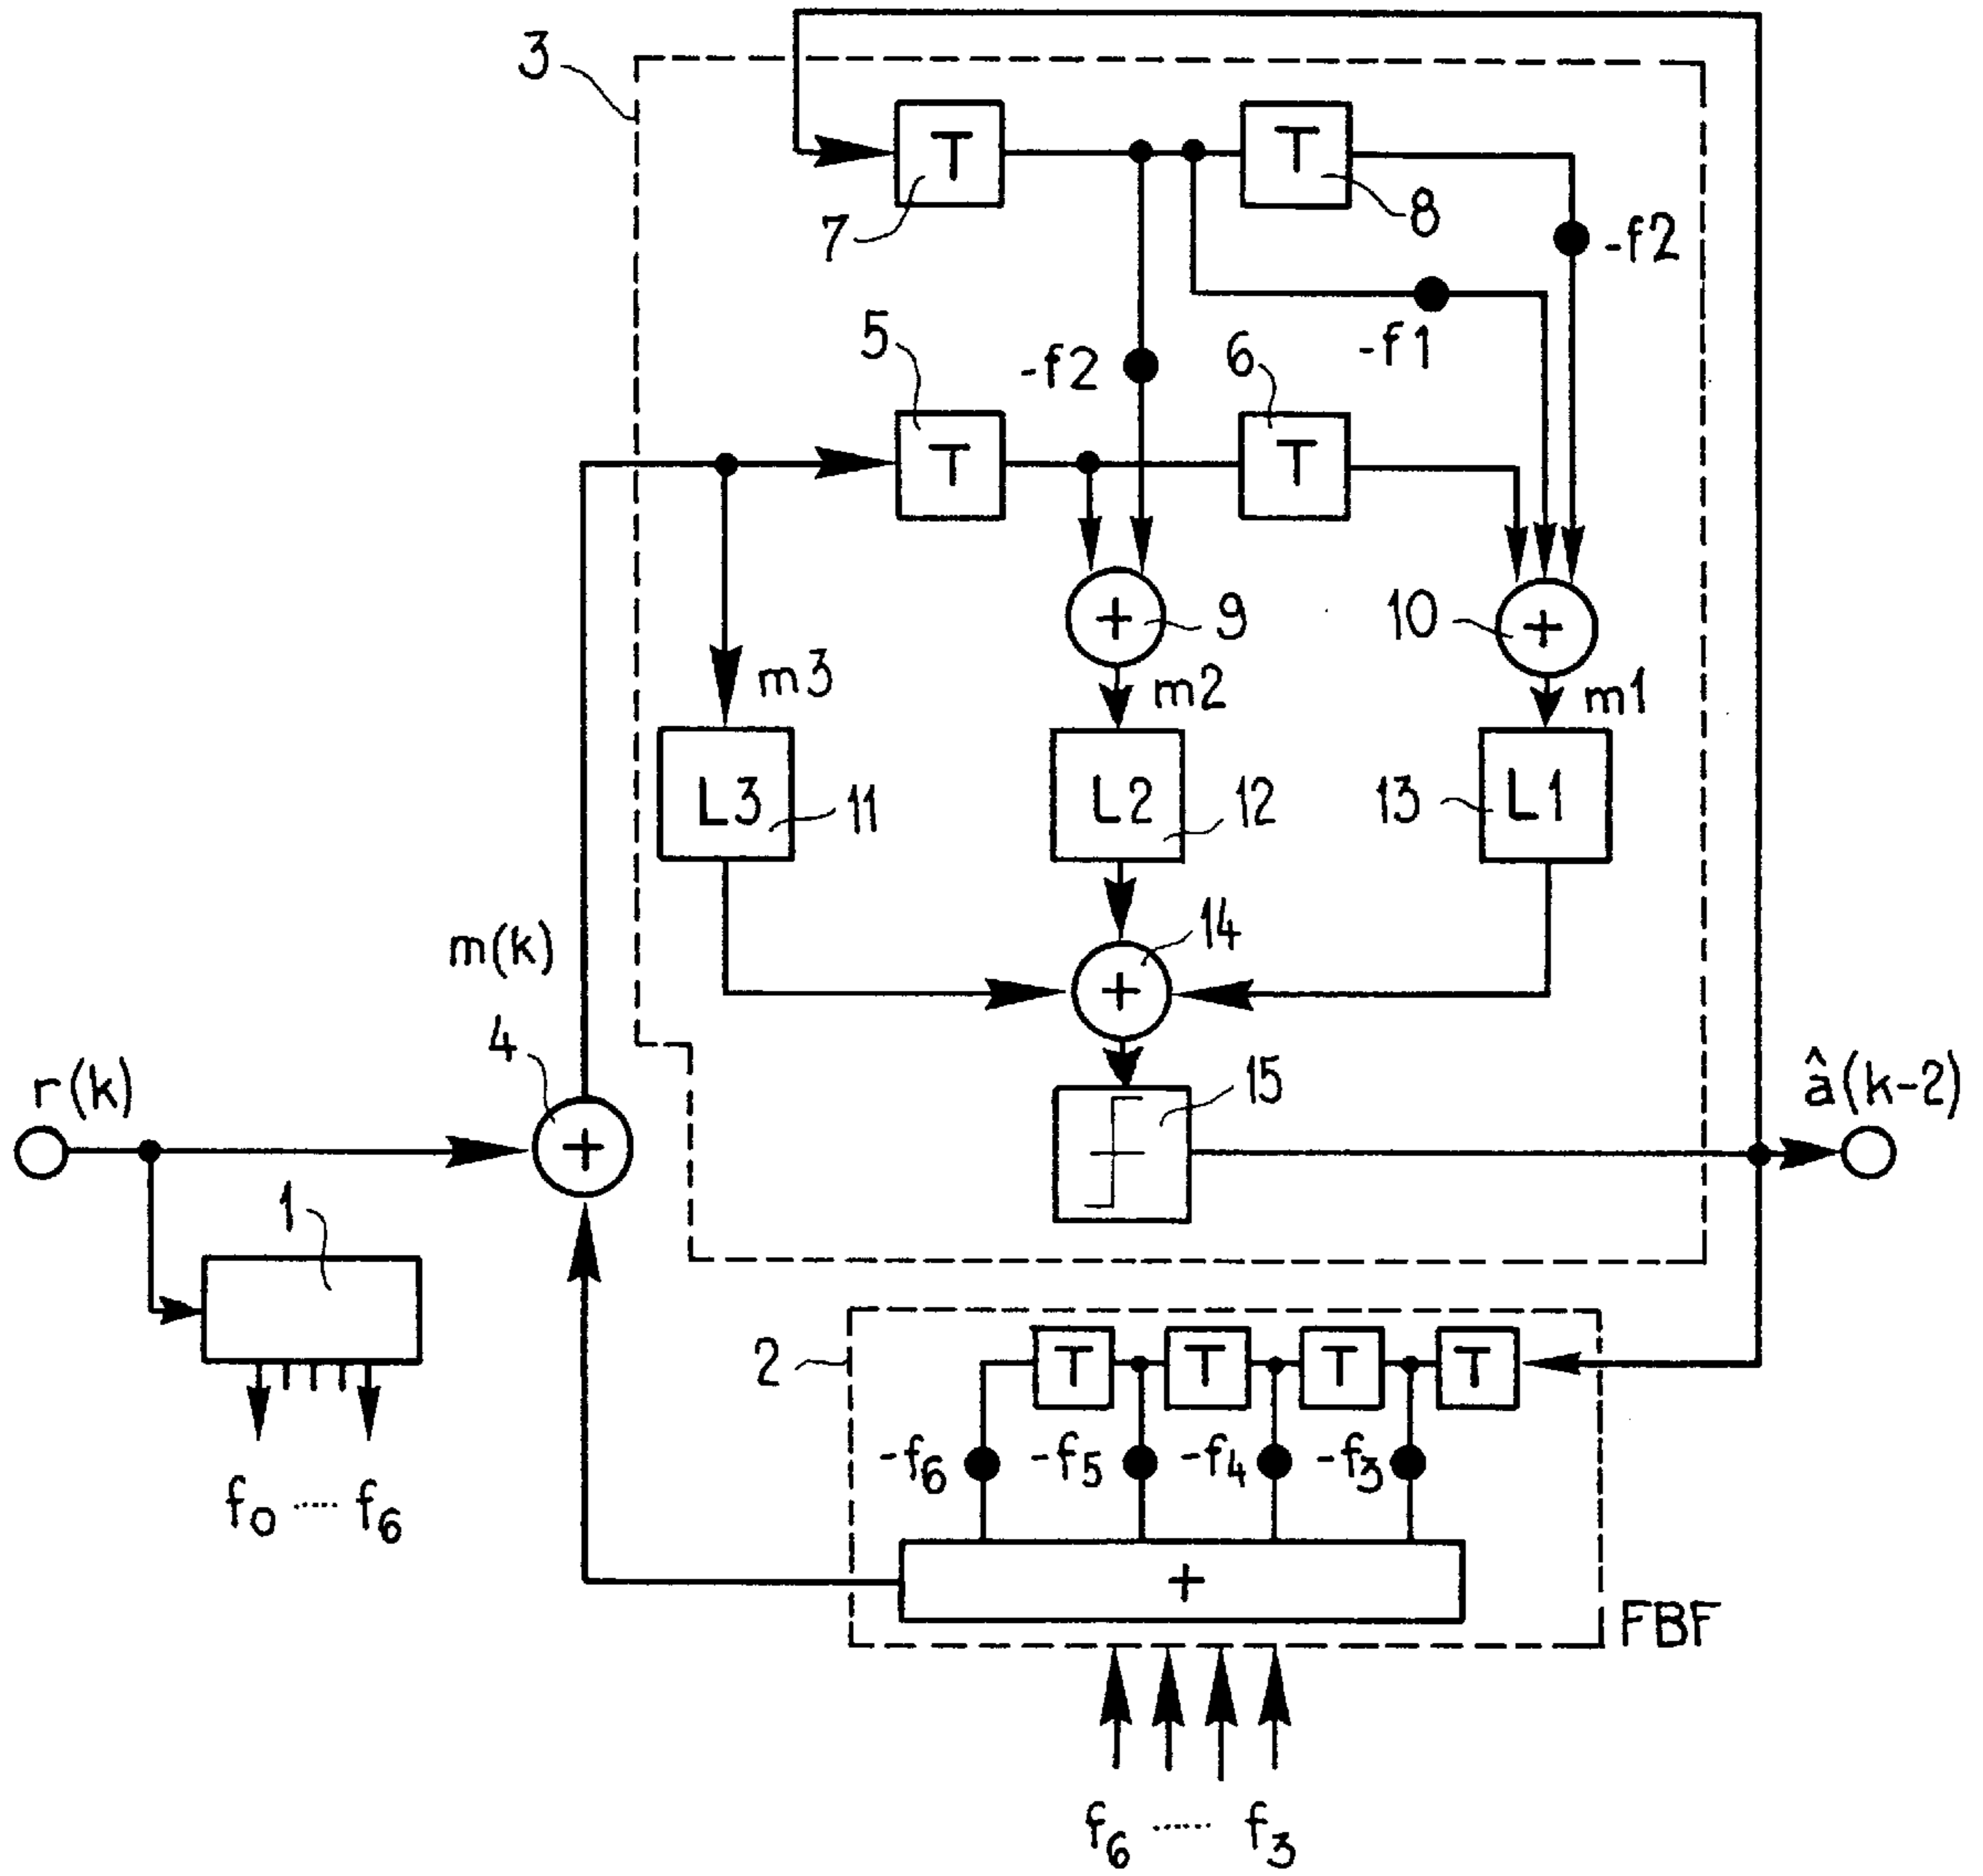 3
T
T
7
8
-f2
-f1
5
-f2
6
T
T
9
10
m3
m2
m1
L3
11
L2
12
13
L1
14
m(k)
+
+
+
4
15
r(k)
â(k-2)
+
1
2
T
T
T
T
-f6
-f5
-f4
-f3
f0 ..... f6
+
FBF
f6 ...... f3